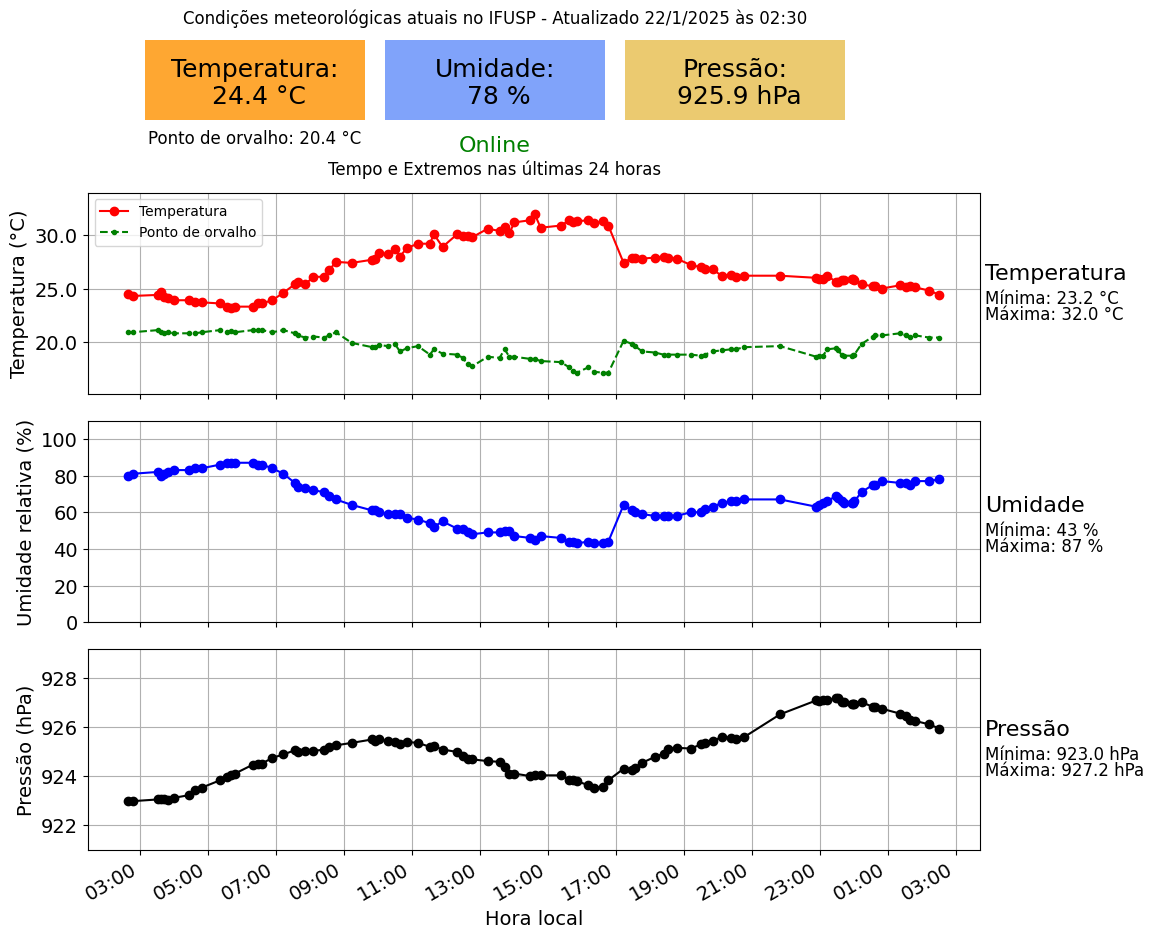 Condições meteorológicas atuais no IFUSP - Atualizado 22/1/2025 às 02:30
Temperatura:
24.4 °C
Umidade:
78 %
Pressão:
925.9 hPa
Ponto de orvalho: 20.4 °C
Online
Tempo e Extremos nas últimas 24 horas
Temperatura (°C)
30.0
25.0
20.0
Temperatura
Ponto de orvalho
Temperatura
Mínima: 23.2 °C
Máxima: 32.0 °C
Umidade relativa (%)
100
80
60
40
20
0
Umidade
Mínima: 43 %
Máxima: 87 %
Pressão (hPa)
928
926
924
922
Pressão
Mínima: 923.0 hPa
Máxima: 927.2 hPa
03:00 05:00 07:00 09:00 11:00 13:00 15:00 17:00 19:00 21:00 23:00 01:00 03:00
Hora local